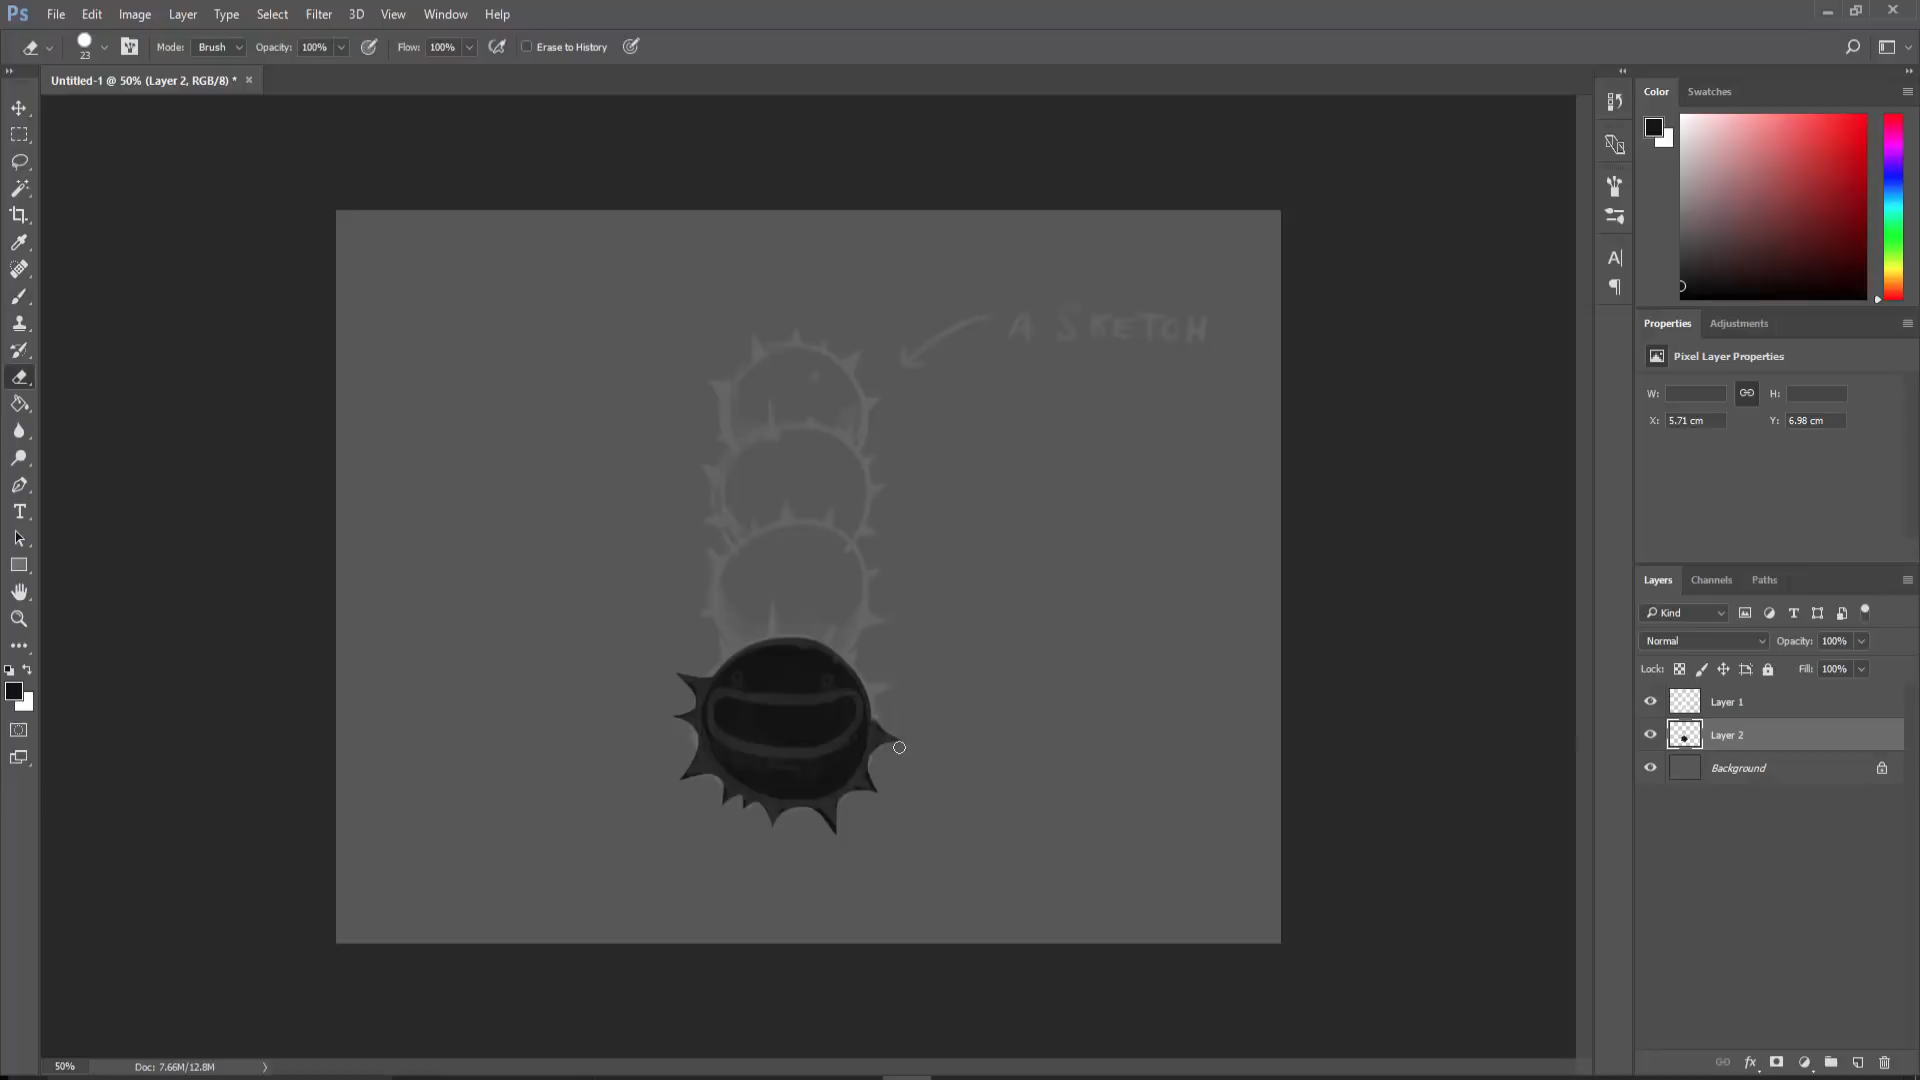 Ps File Edit Image Layer Type Select Filter 3D View Window Help
23 Mode: Brush Opacity: 100% Flow: 100% Erase to History
Untitled-1 @ 50% (Layer 2, RGB/8) * ×
Color Swatches
A SKETCH
Properties Adjustments
Pixel Layer Properties
W: H:
X: 5.71 cm Y: 6.98 cm
Layers Channels Paths
Kind
Normal Opacity: 100%
Lock: Fill: 100%
Layer 1
Layer 2
Background
50% Doc: 7.66M/12.8M